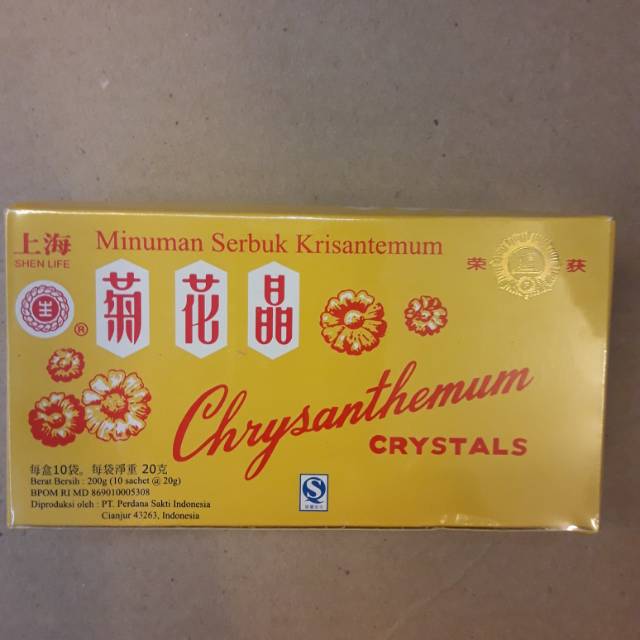 上海
SHEN LIFE
Minuman Serbuk Krisantemum
荣 获
菊花晶
生
®
Chrysanthemum
CRYSTALS
每盒10袋。每袋淨重 20克
Berat Bersih : 200g (10 sachet @ 20g)
BPOM RI MD 869010005308
Diproduksi oleh : PT. Perdana Sakti Indonesia
Cianjur 43263, Indonesia